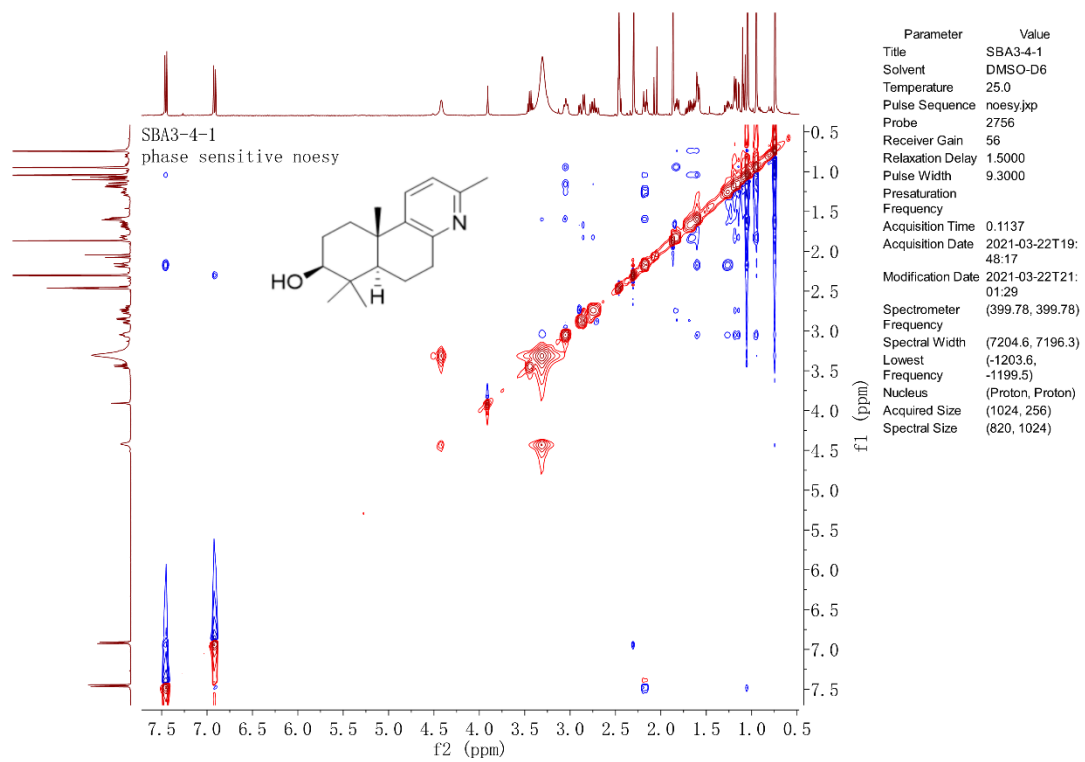 SBA3-4-1
phase sensitive noesy
N
HO
H
0.5
1.0
1.5
2.0
2.5
3.0
3.5
4.0
4.5
5.0
5.5
6.0
6.5
7.0
7.5
f1 (ppm)
7.5 7.0 6.5 6.0 5.5 5.0 4.5 4.0 3.5 3.0 2.5 2.0 1.5 1.0 0.5
f2 (ppm)
Parameter Value
Title SBA3-4-1
Solvent DMSO-D6
Temperature 25.0
Pulse Sequence noesy.jxp
Probe 2756
Receiver Gain 56
Relaxation Delay 1.5000
Pulse Width 9.3000
Presaturation
Frequency
Acquisition Time 0.1137
Acquisition Date 2021-03-22T19:
48:17
Modification Date 2021-03-22T21:
01:29
Spectrometer (399.78, 399.78)
Frequency
Spectral Width (7204.6, 7196.3)
Lowest (-1203.6,
Frequency -1199.5)
Nucleus (Proton, Proton)
Acquired Size (1024, 256)
Spectral Size (820, 1024)